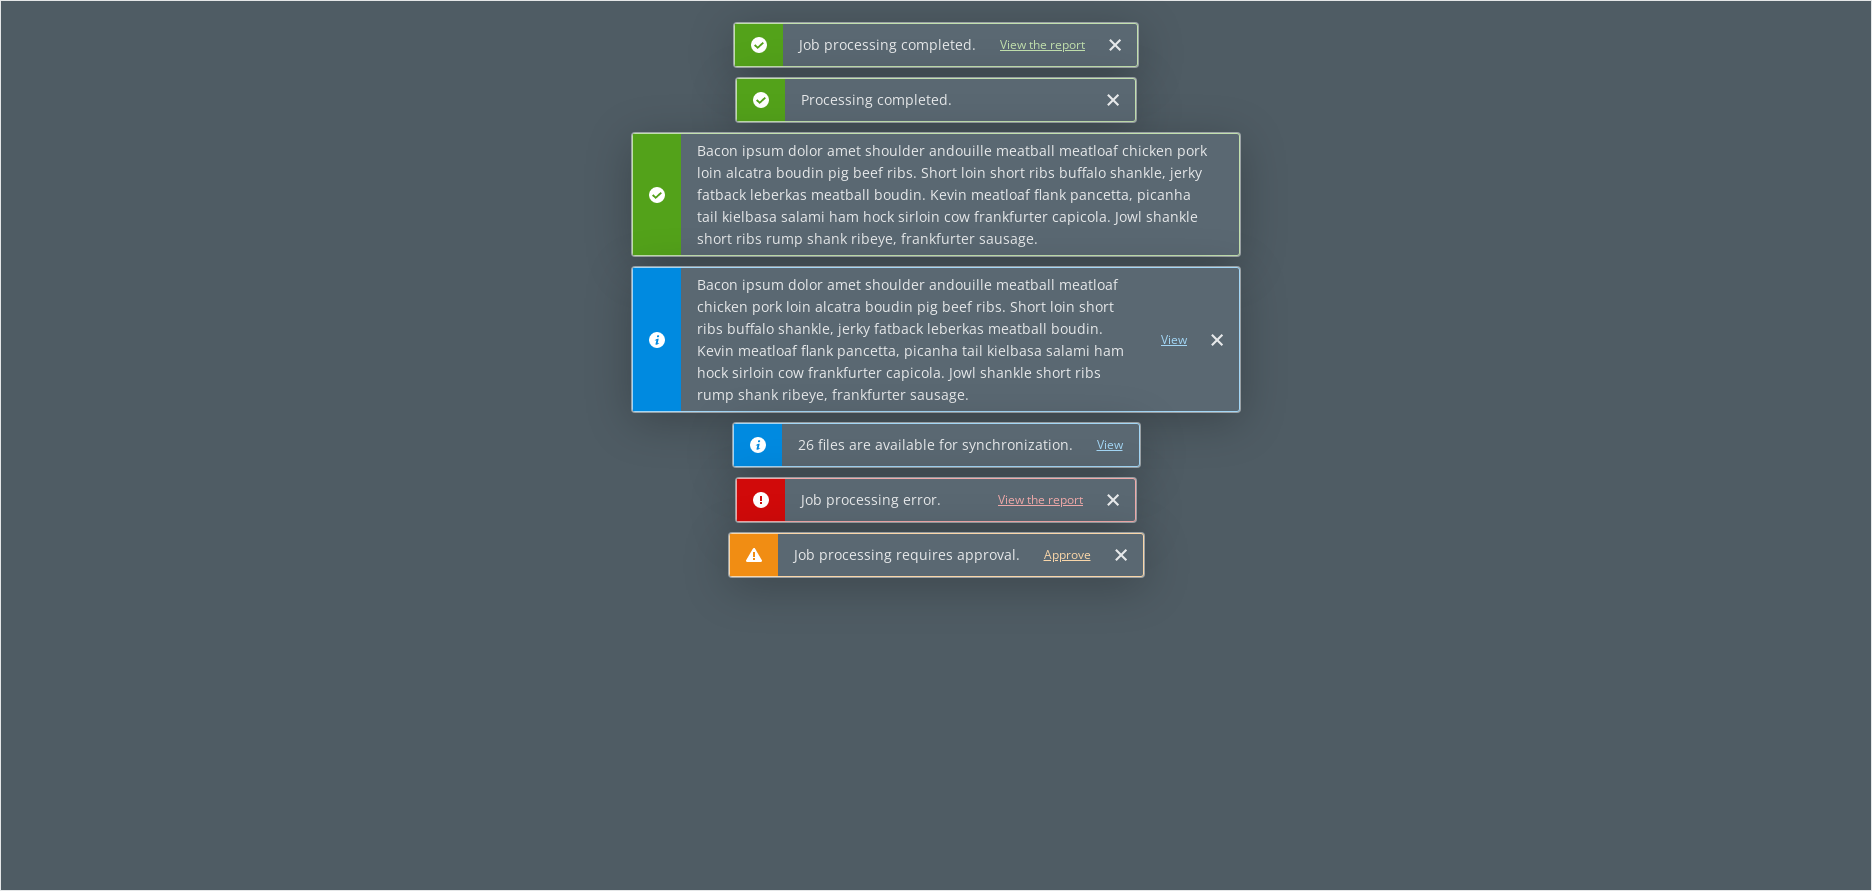 Job processing completed. View the report
Processing completed.
Bacon ipsum dolor amet shoulder andouille meatball meatloaf chicken pork
loin alcatra boudin pig beef ribs. Short loin short ribs buffalo shankle, jerky
fatback leberkas meatball boudin. Kevin meatloaf flank pancetta, picanha
tail kielbasa salami ham hock sirloin cow frankfurter capicola. Jowl shankle
short ribs rump shank ribeye, frankfurter sausage.
Bacon ipsum dolor amet shoulder andouille meatball meatloaf
chicken pork loin alcatra boudin pig beef ribs. Short loin short
ribs buffalo shankle, jerky fatback leberkas meatball boudin.
Kevin meatloaf flank pancetta, picanha tail kielbasa salami ham
hock sirloin cow frankfurter capicola. Jowl shankle short ribs
rump shank ribeye, frankfurter sausage.
View
26 files are available for synchronization. View
Job processing error. View the report
Job processing requires approval. Approve